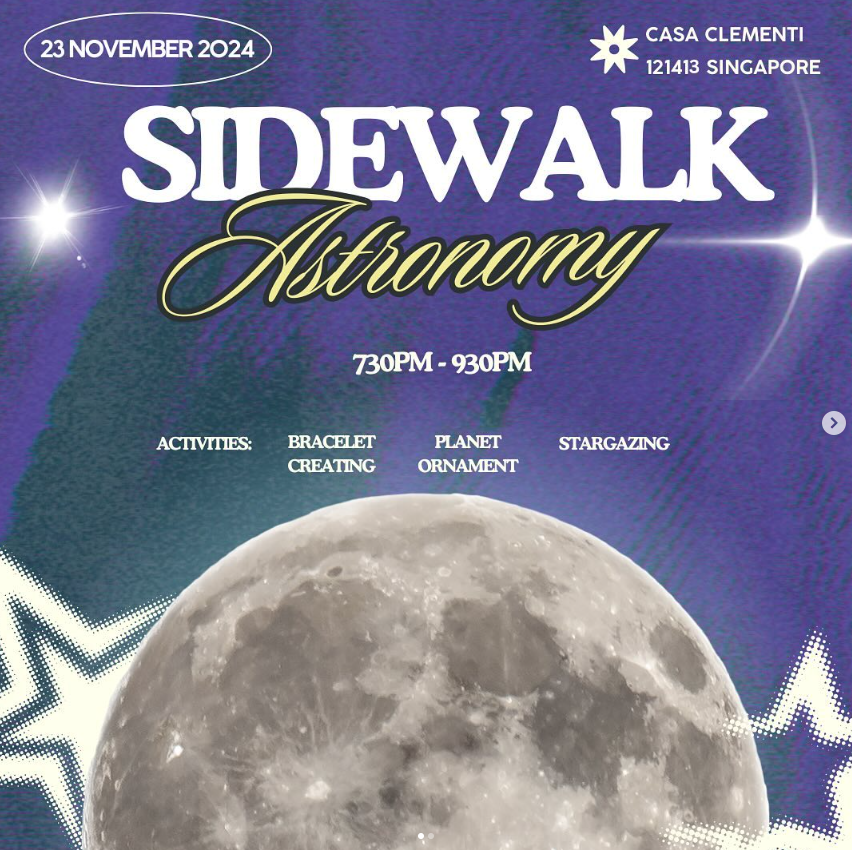 23 NOVEMBER 2024
CASA CLEMENTI
121413 SINGAPORE
SIDEWALK
Astronomy
730PM - 930PM
ACTIVITIES:
BRACELET
CREATING
PLANET
ORNAMENT
STARGAZING